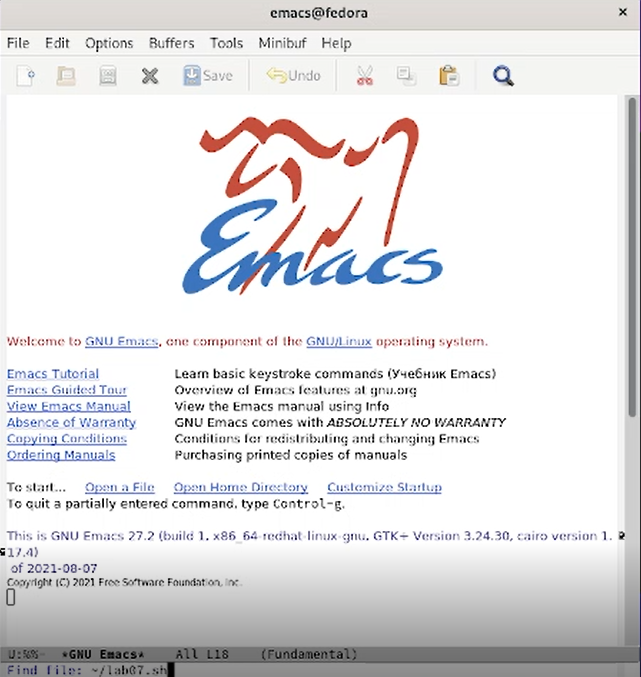 emacs@fedora ×
File Edit Options Buffers Tools Minibuf Help
Save Undo
Emacs
Welcome to GNU Emacs, one component of the GNU/Linux operating system.
Emacs Tutorial Learn basic keystroke commands (Учебник Emacs)
Emacs Guided Tour Overview of Emacs features at gnu.org
View Emacs Manual View the Emacs manual using Info
Absence of Warranty GNU Emacs comes with ABSOLUTELY NO WARRANTY
Copying Conditions Conditions for redistributing and changing Emacs
Ordering Manuals Purchasing printed copies of manuals
To start... Open a File Open Home Directory Customize Startup
To quit a partially entered command, type Control-g.
This is GNU Emacs 27.2 (build 1, x86_64-redhat-linux-gnu, GTK+ Version 3.24.30, cairo version 1.
17.4)
of 2021-08-07
Copyright (C) 2021 Free Software Foundation, Inc.
U:%%- *GNU Emacs* All L18 (Fundamental)
Find file: ~/lab07.sh